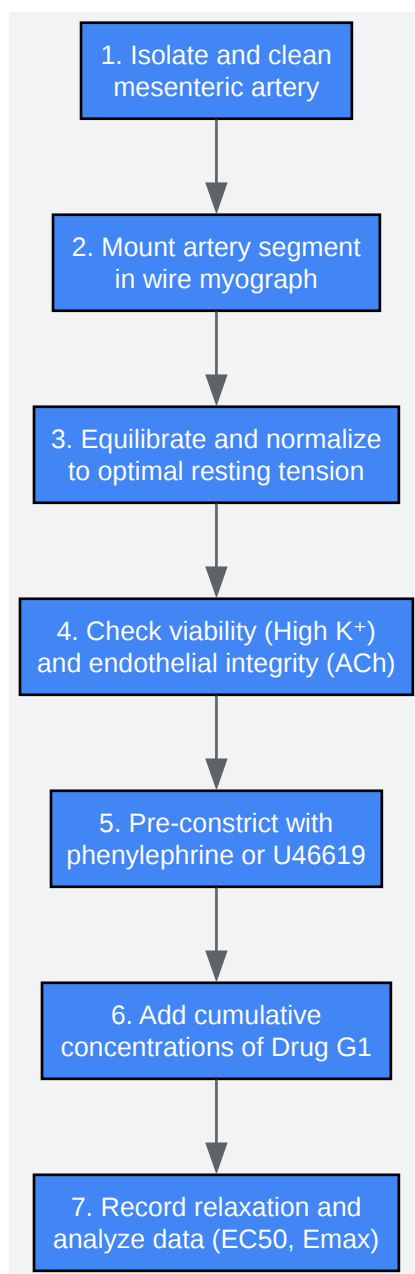 1. Isolate and clean
mesenteric artery
2. Mount artery segment
in wire myograph
3. Equilibrate and normalize
to optimal resting tension
4. Check viability (High K⁺)
and endothelial integrity (ACh)
5. Pre-constrict with
phenylephrine or U46619
6. Add cumulative
concentrations of Drug G1
7. Record relaxation and
analyze data (EC50, Emax)